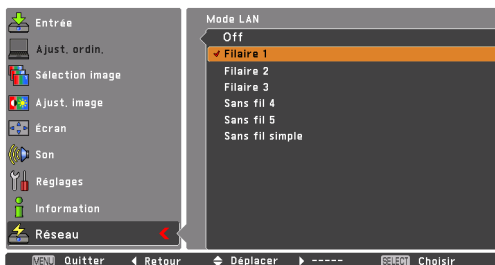 Entrée
Ajust. ordin.
Sélection image
Ajust. image
Écran
Son
Réglages
Information
Réseau
Mode LAN
Off
Filaire 1
Filaire 2
Filaire 3
Sans fil 4
Sans fil 5
Sans fil simple
MENU Quitter Retour Déplacer ----- SELECT Choisir